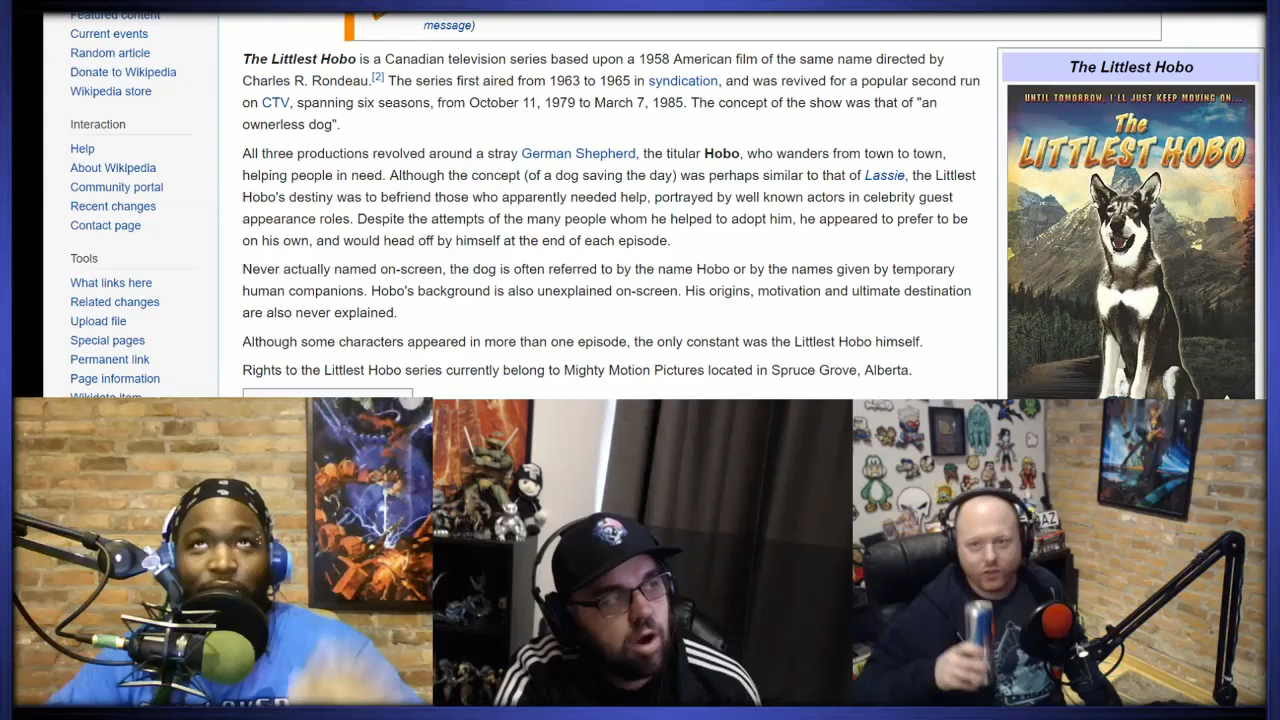 Featured content
Current events
Random article
Donate to Wikipedia
Wikipedia store
Interaction
Help
About Wikipedia
Community portal
Recent changes
Contact page
Tools
What links here
Related changes
Upload file
Special pages
Permanent link
Page information
Wikidata item
message)
The Littlest Hobo is a Canadian television series based upon a 1958 American film of the same name directed by
Charles R. Rondeau.[2] The series first aired from 1963 to 1965 in syndication, and was revived for a popular second run
on CTV, spanning six seasons, from October 11, 1979 to March 7, 1985. The concept of the show was that of "an
ownerless dog".
All three productions revolved around a stray German Shepherd, the titular Hobo, who wanders from town to town,
helping people in need. Although the concept (of a dog saving the day) was perhaps similar to that of Lassie, the Littlest
Hobo's destiny was to befriend those who apparently needed help, portrayed by well known actors in celebrity guest
appearance roles. Despite the attempts of the many people whom he helped to adopt him, he appeared to prefer to be
on his own, and would head off by himself at the end of each episode.
Never actually named on-screen, the dog is often referred to by the name Hobo or by the names given by temporary
human companions. Hobo's background is also unexplained on-screen. His origins, motivation and ultimate destination
are also never explained.
Although some characters appeared in more than one episode, the only constant was the Littlest Hobo himself.
Rights to the Littlest Hobo series currently belong to Mighty Motion Pictures located in Spruce Grove, Alberta.
The Littlest Hobo
UNTIL TOMORROW, I'LL JUST KEEP MOVING ON...
The
LITTLEST HOBO